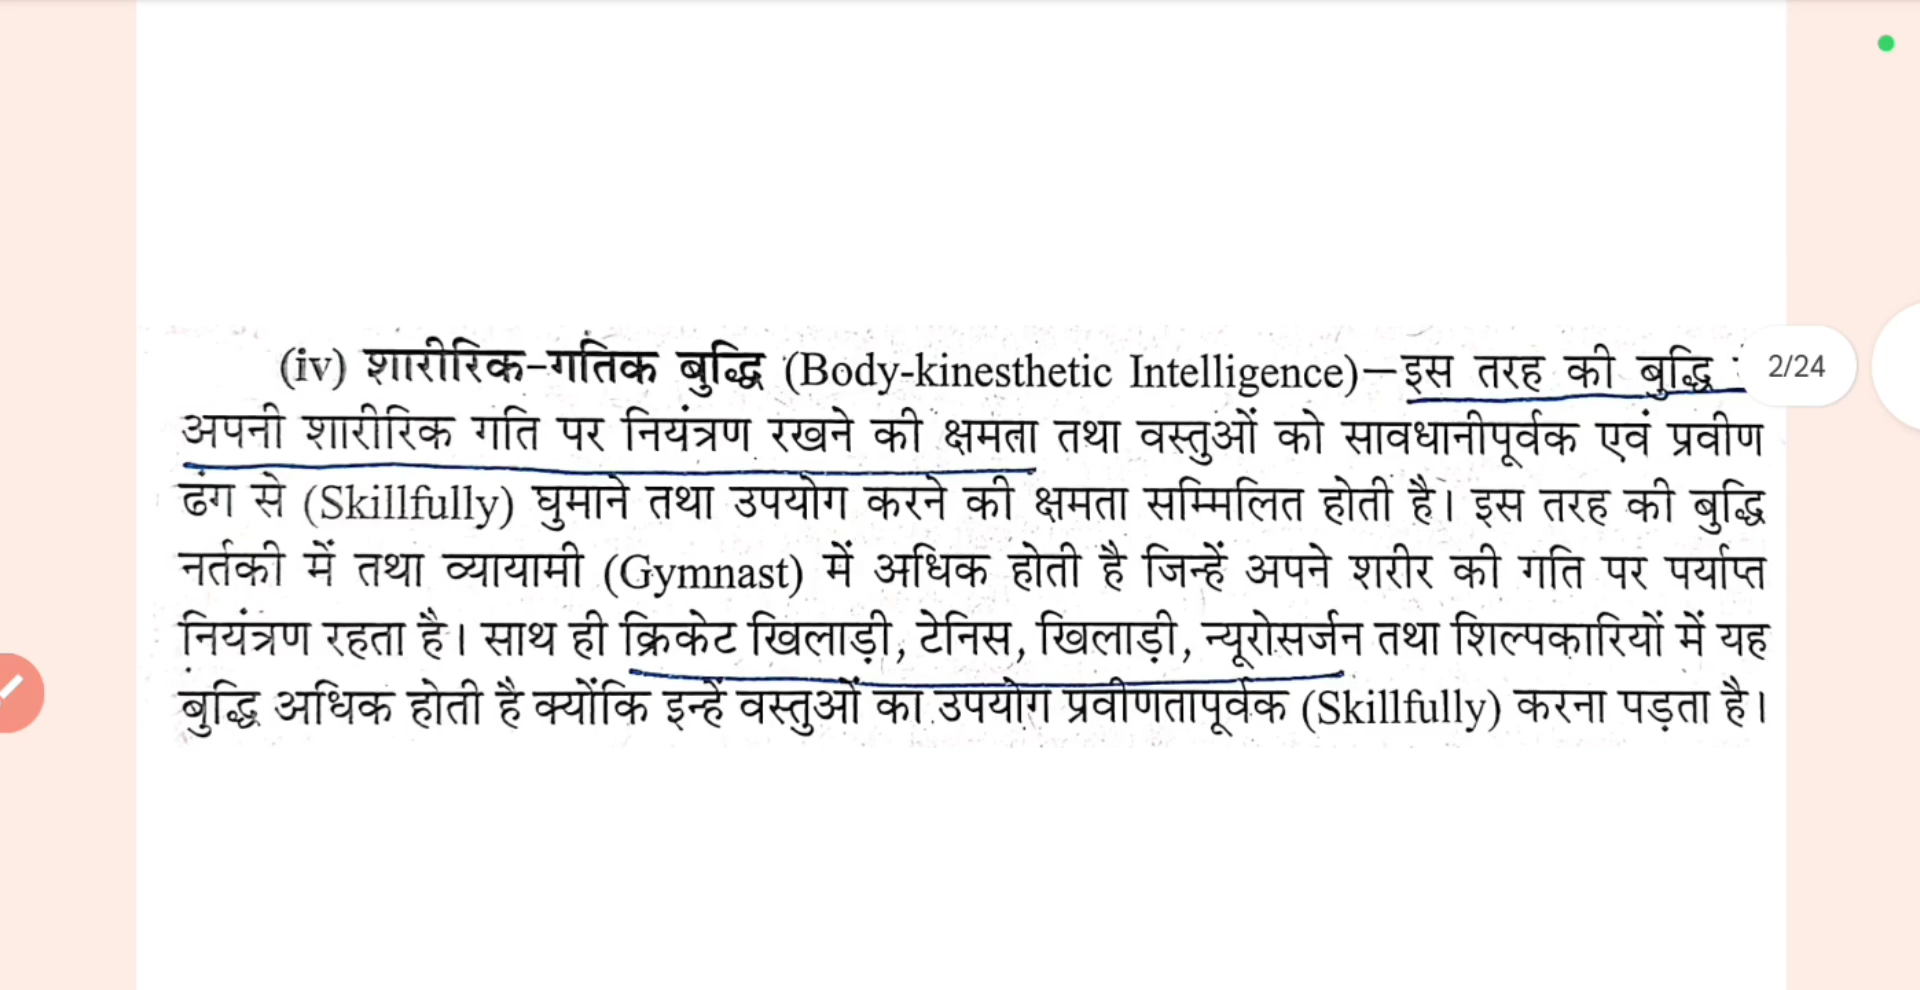 (iv) शारीरिक-गतिक बुद्धि (Body-kinesthetic Intelligence)—इस तरह की बुद्धि
2/24
अपनी शारीरिक गति पर नियंत्रण रखने की क्षमता तथा वस्तुओं को सावधानीपूर्वक एवं प्रवीण
ढंग से (Skillfully) घुमाने तथा उपयोग करने की क्षमता सम्मिलित होती है। इस तरह की बुद्धि
नर्तकी में तथा व्यायामी (Gymnast) में अधिक होती है जिन्हें अपने शरीर की गति पर पर्याप्त
नियंत्रण रहता है। साथ ही क्रिकेट खिलाड़ी, टेनिस, खिलाड़ी, न्यूरोसर्जन तथा शिल्पकारियों में यह
बुद्धि अधिक होती है क्योंकि इन्हें वस्तुओं का उपयोग प्रवीणतापूर्वक (Skillfully) करना पड़ता है।